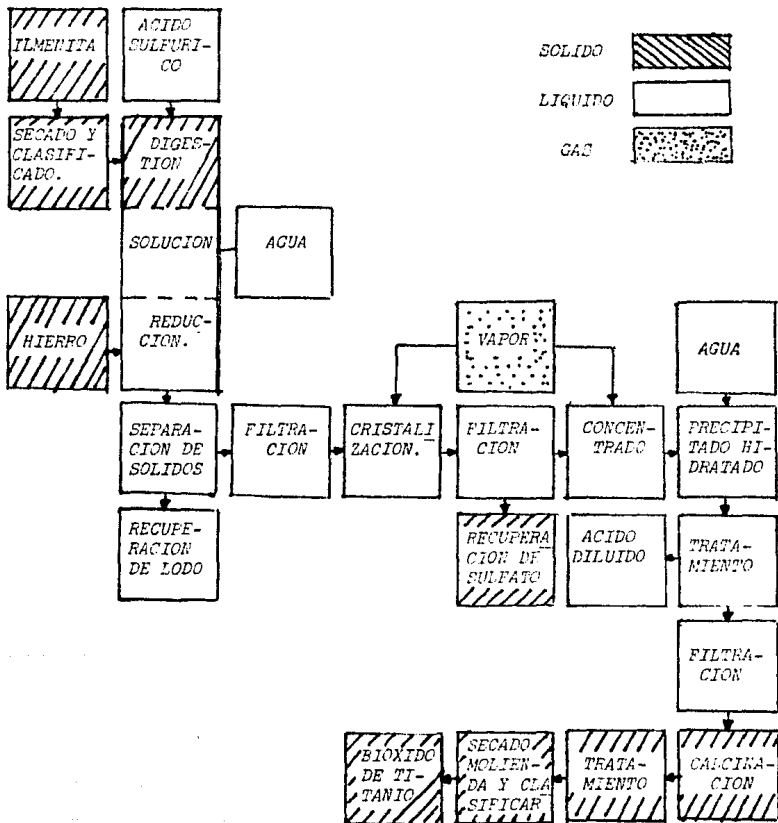 ILMENITA
ACIDO
SULFURI-
CO
SOLIDO
LIQUIDO
GAS
SECADO Y
CLASIFI-
CADO.
DIGES-
TION
SOLUCION
AGUA
HIERRO
REDUC-
CION.
VAPOR
AGUA
SEPARA-
CION DE
SOLIDOS
FILTRA-
CION
CRISTALI-
ZACION.
FILTRA-
CION
CONCEN-
TRADO
PRECIPI-
TADO HI-
DRATADO
RECUPE-
RACION
DE LODO
RECUPERA
CION DE
SULFATO
ACIDO
DILUIDO
TRATA-
MIENTO
FILTRA-
CION
BIOXIDO
DE TI-
TANIO
SECADO
MOLIEN-
DA Y CLA
SIFICAR
TRATA-
MIENTO
CALCINA-
CION